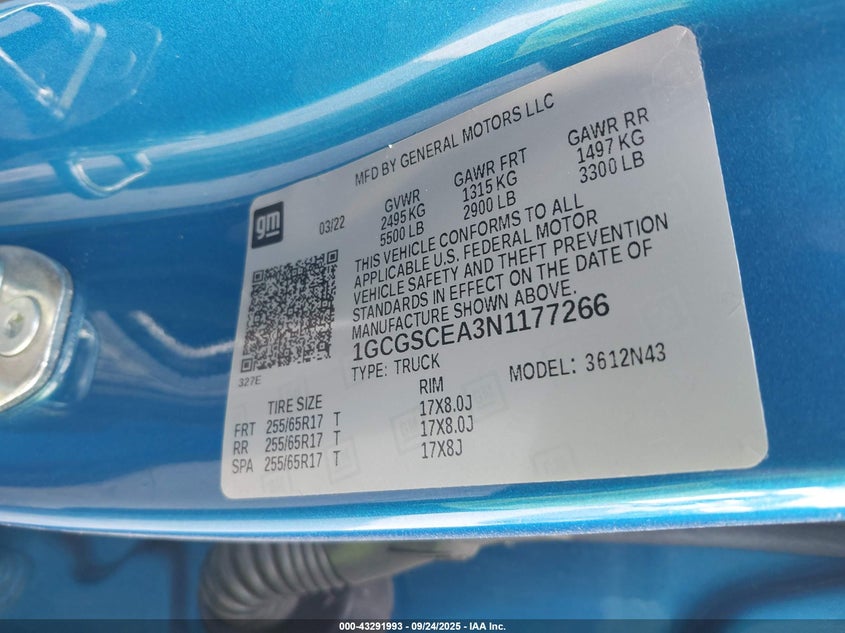 MFD BY GENERAL MOTORS LLC
gm
03/22
GVWR GAWR FRT GAWR RR
2495 KG 1315 KG 1497 KG
5500 LB 2900 LB 3300 LB
THIS VEHICLE CONFORMS TO ALL
APPLICABLE U.S. FEDERAL MOTOR
VEHICLE SAFETY AND THEFT PREVENTION
STANDARDS IN EFFECT ON THE DATE OF
MANUFACTURE SHOWN ABOVE.
1GCGSCEA3N1177266
327E
TYPE: TRUCK MODEL: 3612N43
TIRE SIZE RIM
FRT 255/65R17 T 17X8.0J
RR 255/65R17 T 17X8.0J
SPA 255/65R17 T 17X8J
000-43291993 - 09/24/2025 - IAA Inc.